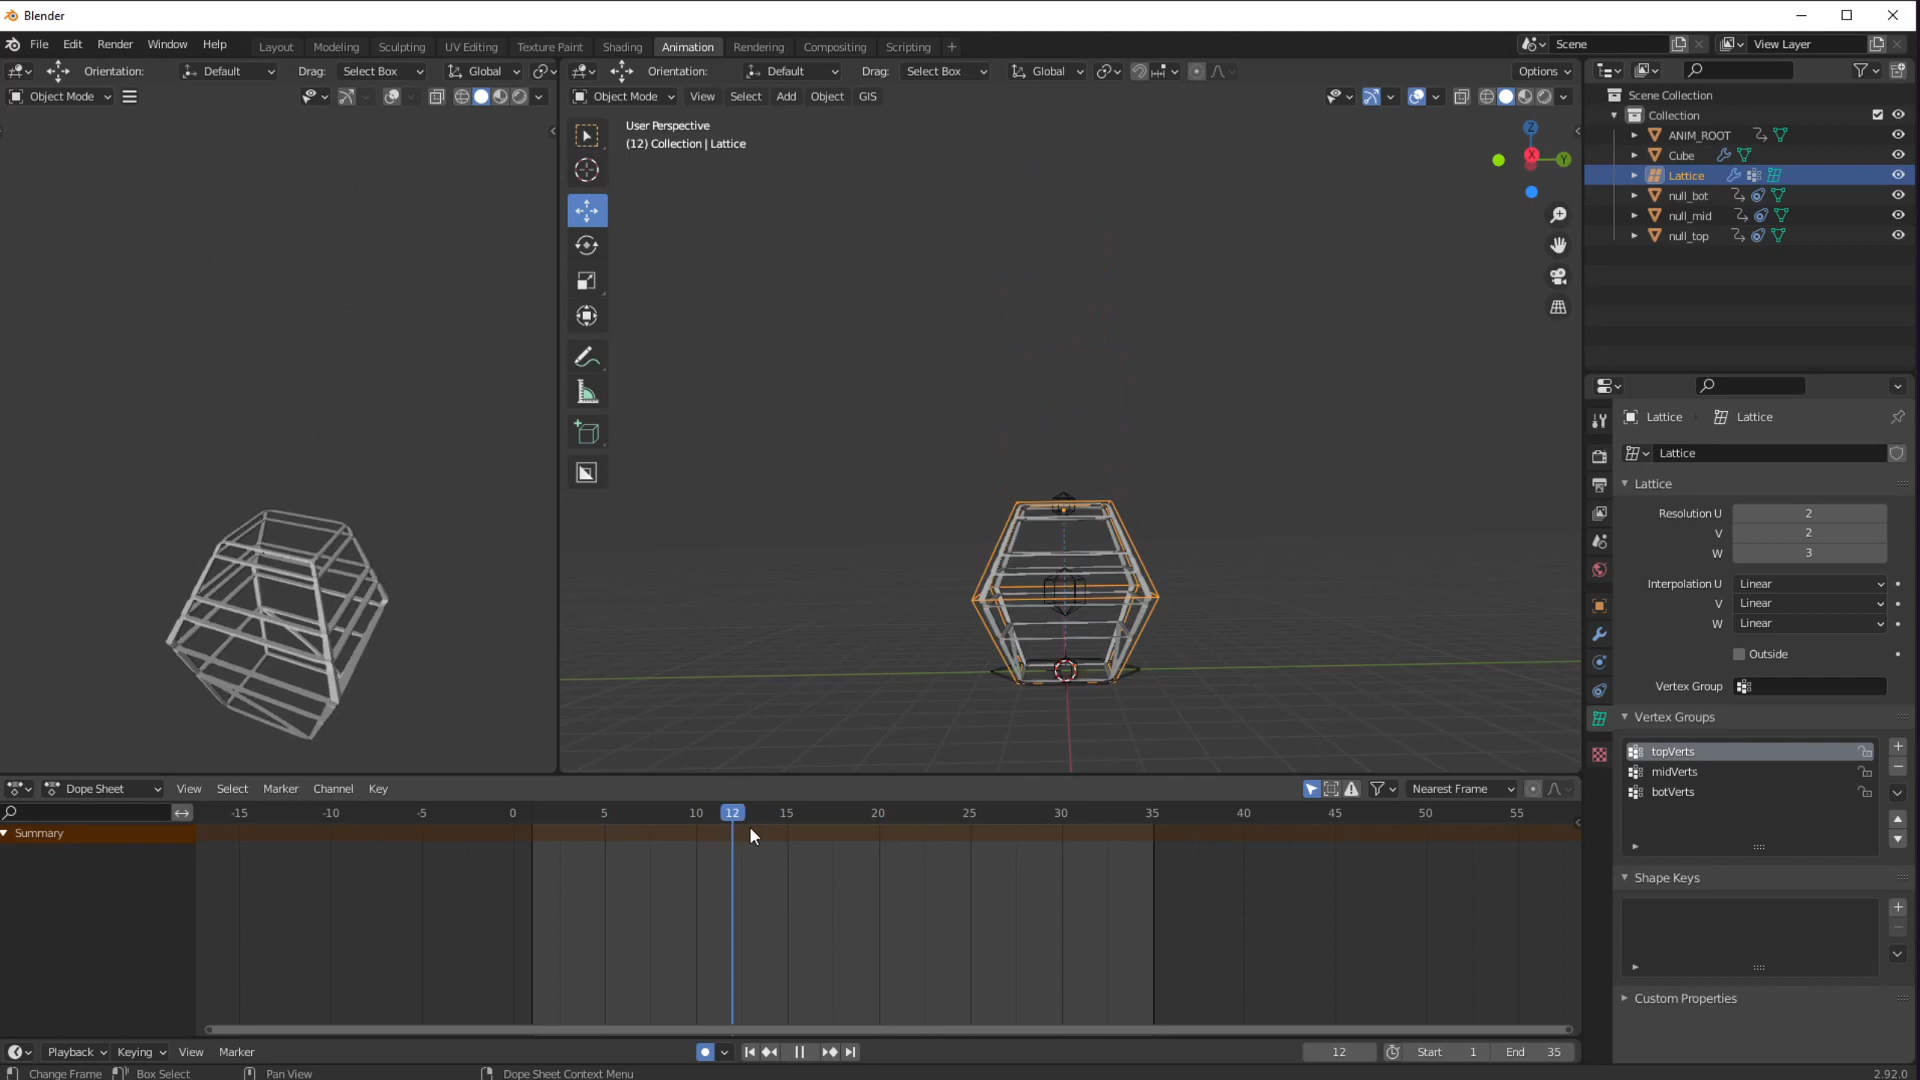 Blender
File Edit Render Window Help
Layout Modeling Sculpting UV Editing Texture Paint Shading Animation Rendering Compositing Scripting +
Scene
View Layer
Orientation: Default Drag: Select Box Global
Orientation: Default Drag: Select Box Global Options
Object Mode
Object Mode View Select Add Object GIS
User Perspective
(12) Collection | Lattice
Z
X
Y
Scene Collection
Collection
ANIM_ROOT
Cube
Lattice
null_bot
null_mid
null_top
Lattice Lattice
Lattice
Lattice
Resolution U 2
V 2
W 3
Interpolation U Linear
V Linear
W Linear
Outside
Vertex Group
Vertex Groups
topVerts
midVerts
botVerts
Shape Keys
Custom Properties
Dope Sheet View Select Marker Channel Key Nearest Frame
-15 -10 -5 0 5 10 12 15 20 25 30 35 40 45 50 55
Summary
Playback Keying View Marker 12 Start 1 End 35
Change Frame Box Select Pan View Dope Sheet Context Menu 2.92.0